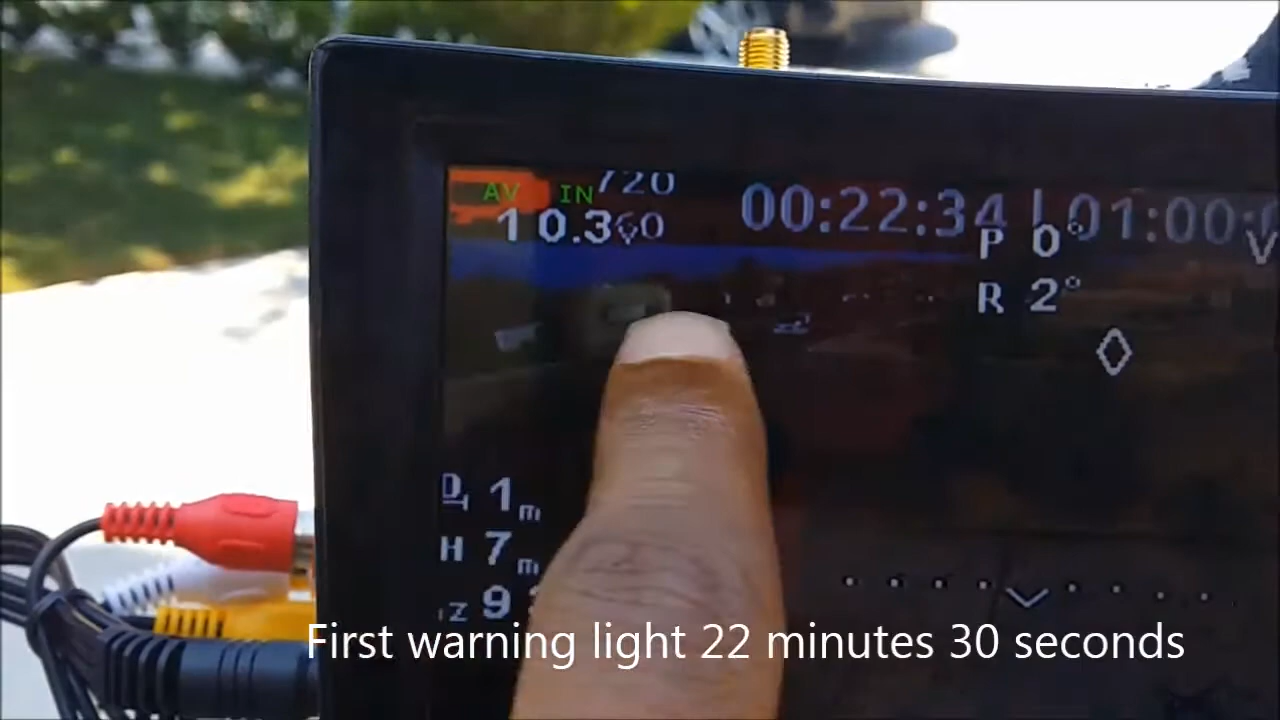 AV IN 720
00:22:34 01:00:0
10.3 60
P 0°
V
R 2°
D 1m
H 7m
9
First warning light 22 minutes 30 seconds